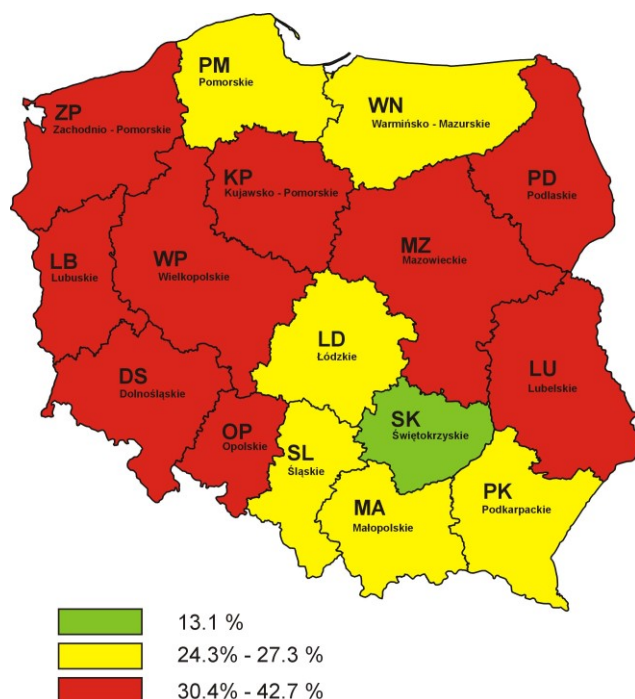 PM
Pomorskie
WN
Warmińsko - Mazurskie
ZP
Zachodnio - Pomorskie
KP
Kujawsko - Pomorskie
PD
Podlaskie
MZ
Mazowieckie
LB
Lubuskie
WP
Wielkopolskie
LD
Łódzkie
LU
Lubelskie
DS
Dolnośląskie
SK
Świętokrzyskie
OP
Opolskie
SL
Śląskie
PK
Podkarpackie
MA
Małopolskie
13.1 %
24.3% - 27.3 %
30.4% - 42.7 %